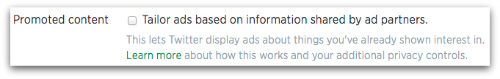 Promoted content Tailor ads based on information shared by ad partners.
This lets Twitter display ads about things you've already shown interest in.
Learn more about how this works and your additional privacy controls.